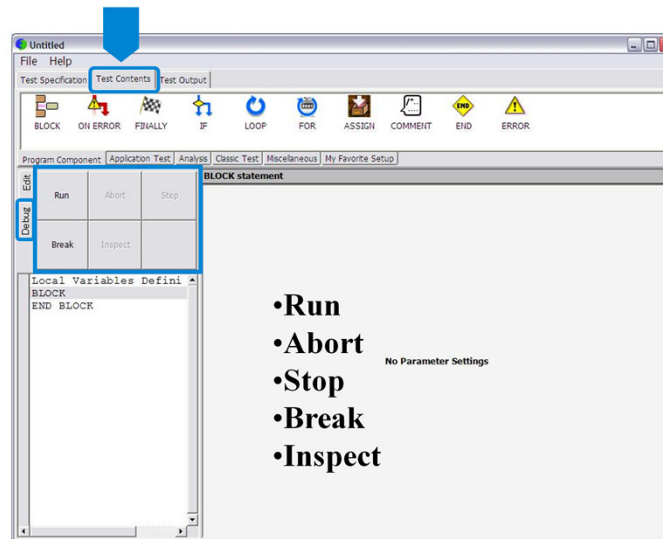 Untitled
File Help
Test Specification Test Contents Test Output
BLOCK ON ERROR FINALLY IF LOOP FOR ASSIGN COMMENT END ERROR
Program Component Application Test Analysis Classic Test Miscellaneous My Favorite Setup
Edit
Debug
Run Abort Step
Break Inspect
BLOCK statement
Local Variables Defini
BLOCK
END BLOCK
No Parameter Settings
•Run
•Abort
•Stop
•Break
•Inspect